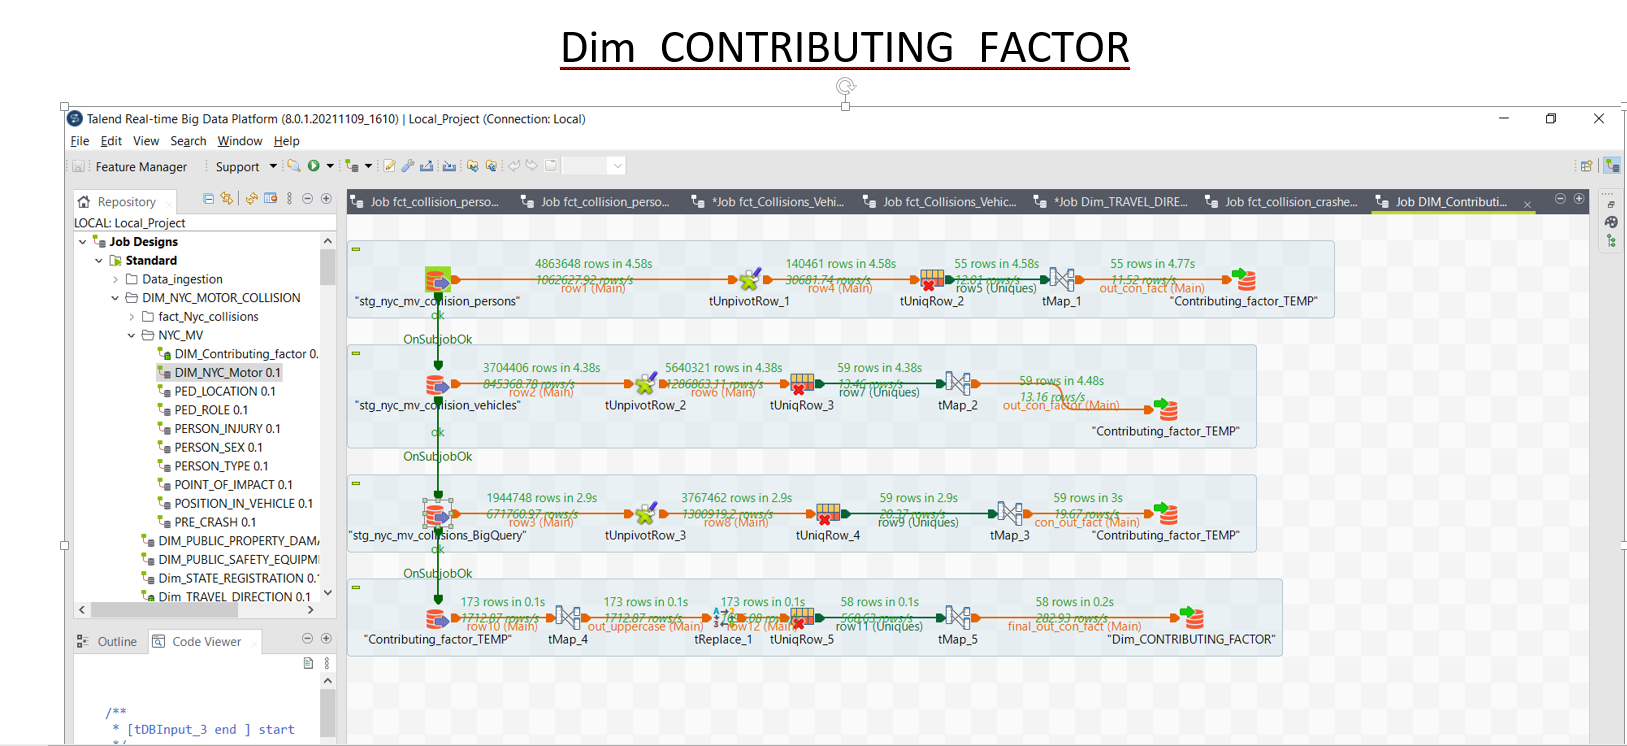 Dim_CONTRIBUTING_FACTOR
Talend Real-time Big Data Platform (8.0.1.20211109_1610) | Local_Project (Connection: Local)
File Edit View Search Window Help
Feature Manager Support
Repository
LOCAL: Local_Project
Job Designs
Standard
Data_ingestion
DIM_NYC_MOTOR_COLLISION
fact_Nyc_collisions
NYC_MV
DIM_Contributing_factor 0.
DIM_NYC_Motor 0.1
PED_LOCATION 0.1
PED_ROLE 0.1
PERSON_INJURY 0.1
PERSON_SEX 0.1
PERSON_TYPE 0.1
POINT_OF_IMPACT 0.1
POSITION_IN_VEHICLE 0.1
PRE_CRASH 0.1
DIM_PUBLIC_PROPERTY_DAMA
DIM_PUBLIC_SAFETY_EQUIPM
Dim_STATE_REGISTRATION 0.1
Dim_TRAVEL_DIRECTION 0.1
Outline Code Viewer
/**
* [tDBInput_3 end ] start
*/
Job fct_collision_perso... Job fct_collision_perso... *Job fct_Collisions_Vehi... Job fct_Collisions_Vehic... *Job Dim_TRAVEL_DIRE... Job fct_collision_crashe... Job DIM_Contributi...
4863648 rows in 4.58s 140461 rows in 4.58s 55 rows in 4.58s 55 rows in 4.77s
1062627.92 rows/s 30681.74 rows/s 12.01 rows/s 11.52 rows/s
row1 (Main) row4 (Main) row5 (Uniques) out_con_fact (Main)
"stg_nyc_mv_collision_persons" tUnpivotRow_1 tUniqRow_2 tMap_1 "Contributing_factor_TEMP"
ok
OnSubjobOk
3704406 rows in 4.38s 5640321 rows in 4.38s 59 rows in 4.38s 59 rows in 4.48s
845368.78 rows/s 1286863.11 rows/s 13.46 rows/s 13.16 rows/s
row2 (Main) row6 (Main) row7 (Uniques) out_con_factor (Main)
"stg_nyc_mv_collision_vehicles" tUnpivotRow_2 tUniqRow_3 tMap_2
"Contributing_factor_TEMP"
ok
OnSubjobOk
1944748 rows in 2.9s 3767462 rows in 2.9s 59 rows in 2.9s 59 rows in 3s
671760.97 rows/s 1300919.2 rows/s 20.37 rows/s 19.67 rows/s
row3 (Main) row8 (Main) row9 (Uniques) con_out_fact (Main)
"stg_nyc_mv_collisions_BigQuery" tUnpivotRow_3 tUniqRow_4 tMap_3 "Contributing_factor_TEMP"
ok
OnSubjobOk
173 rows in 0.1s 173 rows in 0.1s 173 rows in 0.1s 58 rows in 0.1s 58 rows in 0.2s
1712.87 rows/s 1712.87 rows/s rows/s rows/s 282.93 rows/s
row10 (Main) out_uppercase (Main) row12 (Main) row11 (Uniques) final_out_con_fact (Main)
"Contributing_factor_TEMP" tMap_4 tReplace_1 tUniqRow_5 tMap_5 "Dim_CONTRIBUTING_FACTOR"